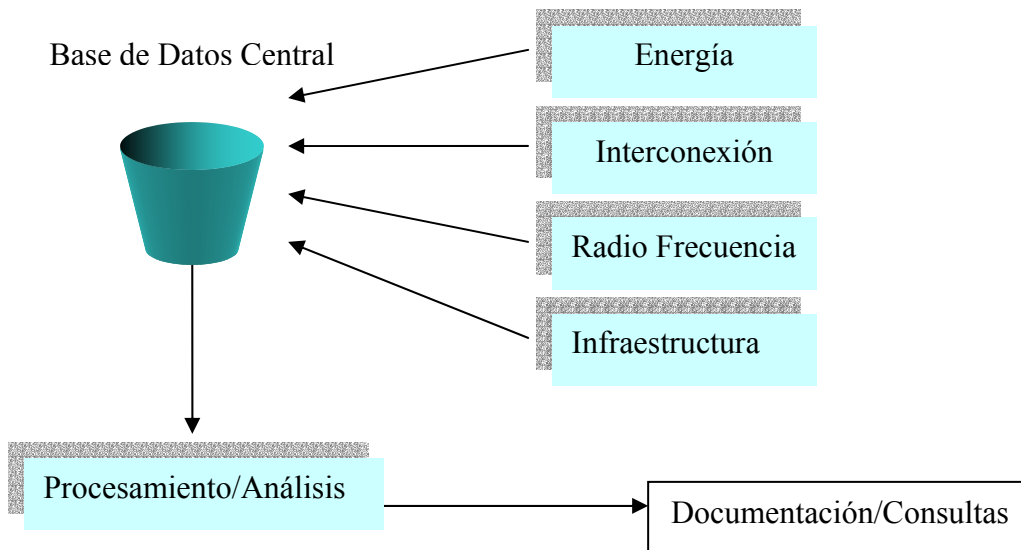 Base de Datos Central
Energía
Interconexión
Radio Frecuencia
Infraestructura
Procesamiento/Análisis
Documentación/Consultas